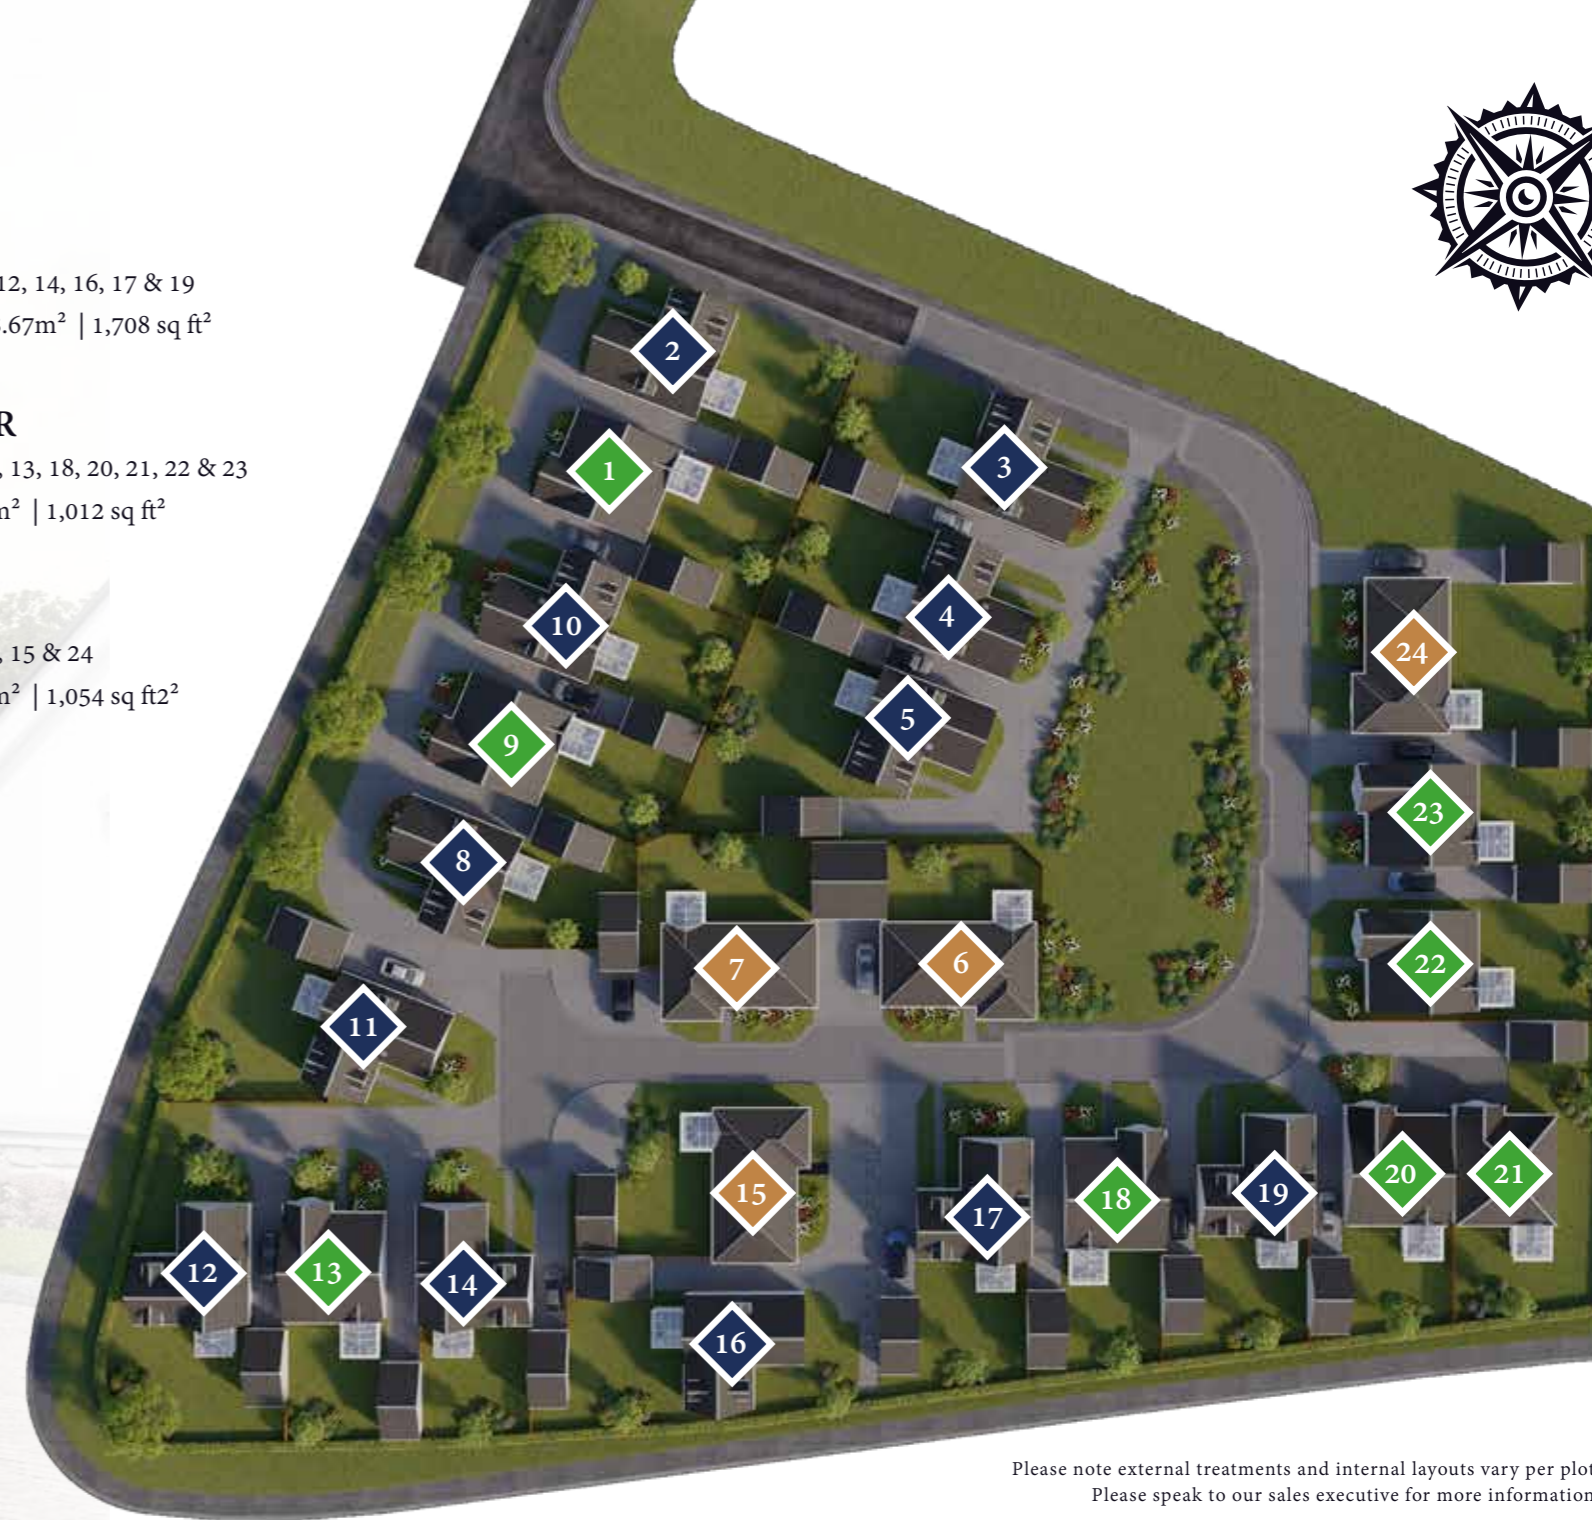 12, 14, 16, 17 & 19
.67m² | 1,708 sq ft²
R
, 13, 18, 20, 21, 22 & 23
m² | 1,012 sq ft²
, 15 & 24
m² | 1,054 sq ft2²
2
1
3
10
4
24
5
9
23
8
7
6
22
11
15
17
18
19
20
21
12
13
14
16
Please note external treatments and internal layouts vary per plot
Please speak to our sales executive for more information